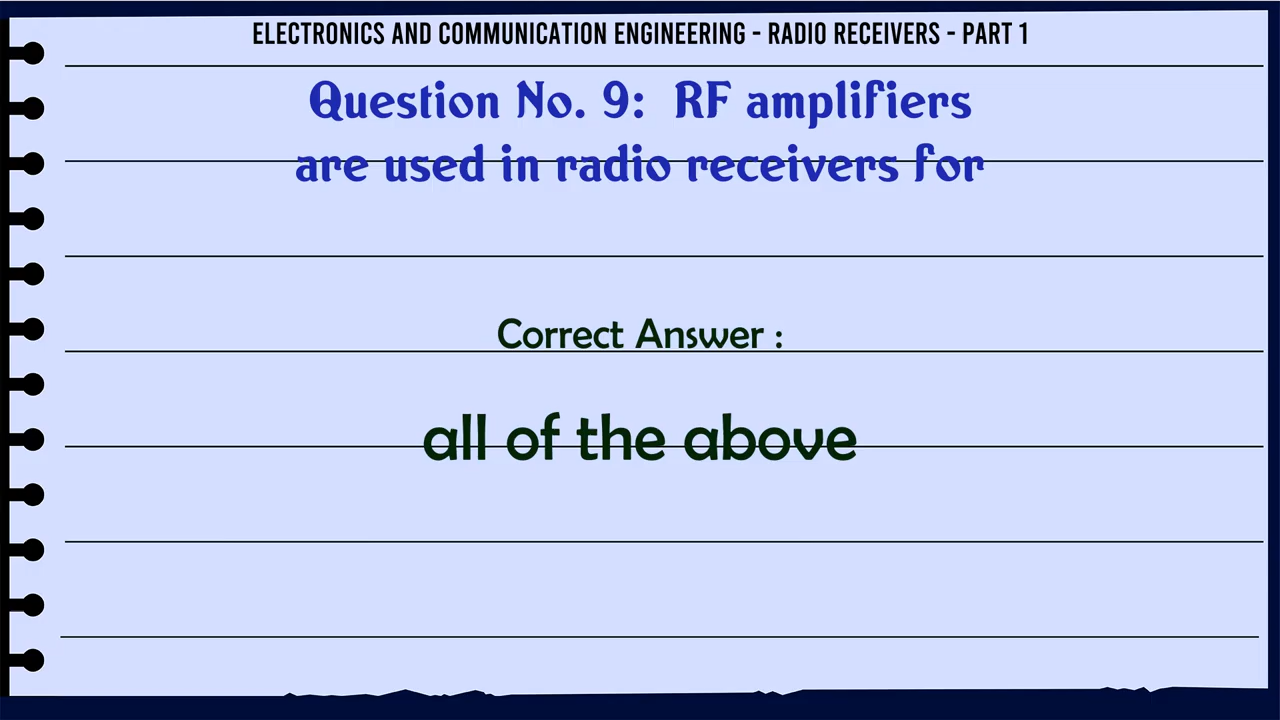 ELECTRONICS AND COMMUNICATION ENGINEERING - RADIO RECEIVERS - PART 1
Question No. 9: RF amplifiers
are used in radio receivers for
Correct Answer :
all of the above